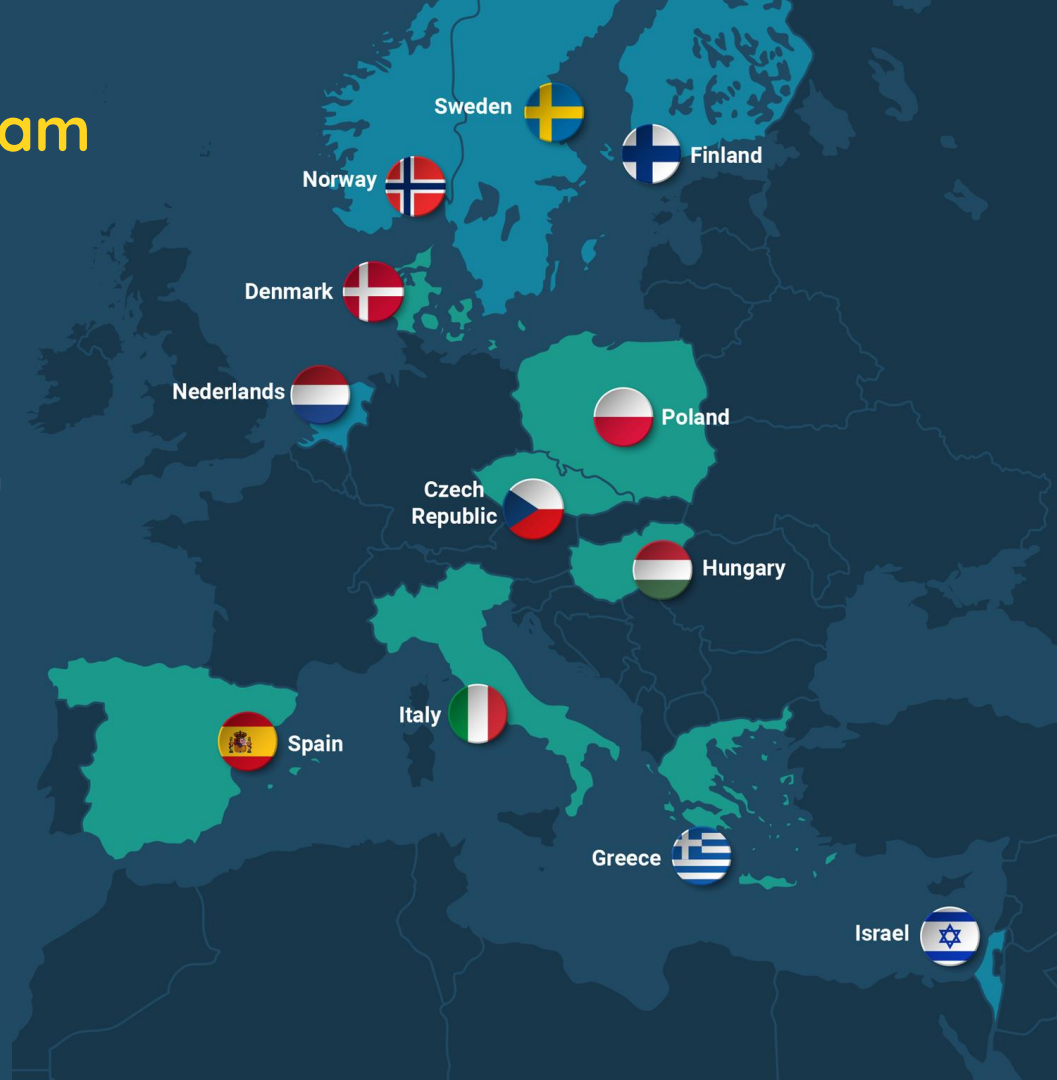 am
Sweden
Finland
Norway
Denmark
Nederlands
Poland
Czech
Republic
Hungary
Italy
Spain
Greece
Israel